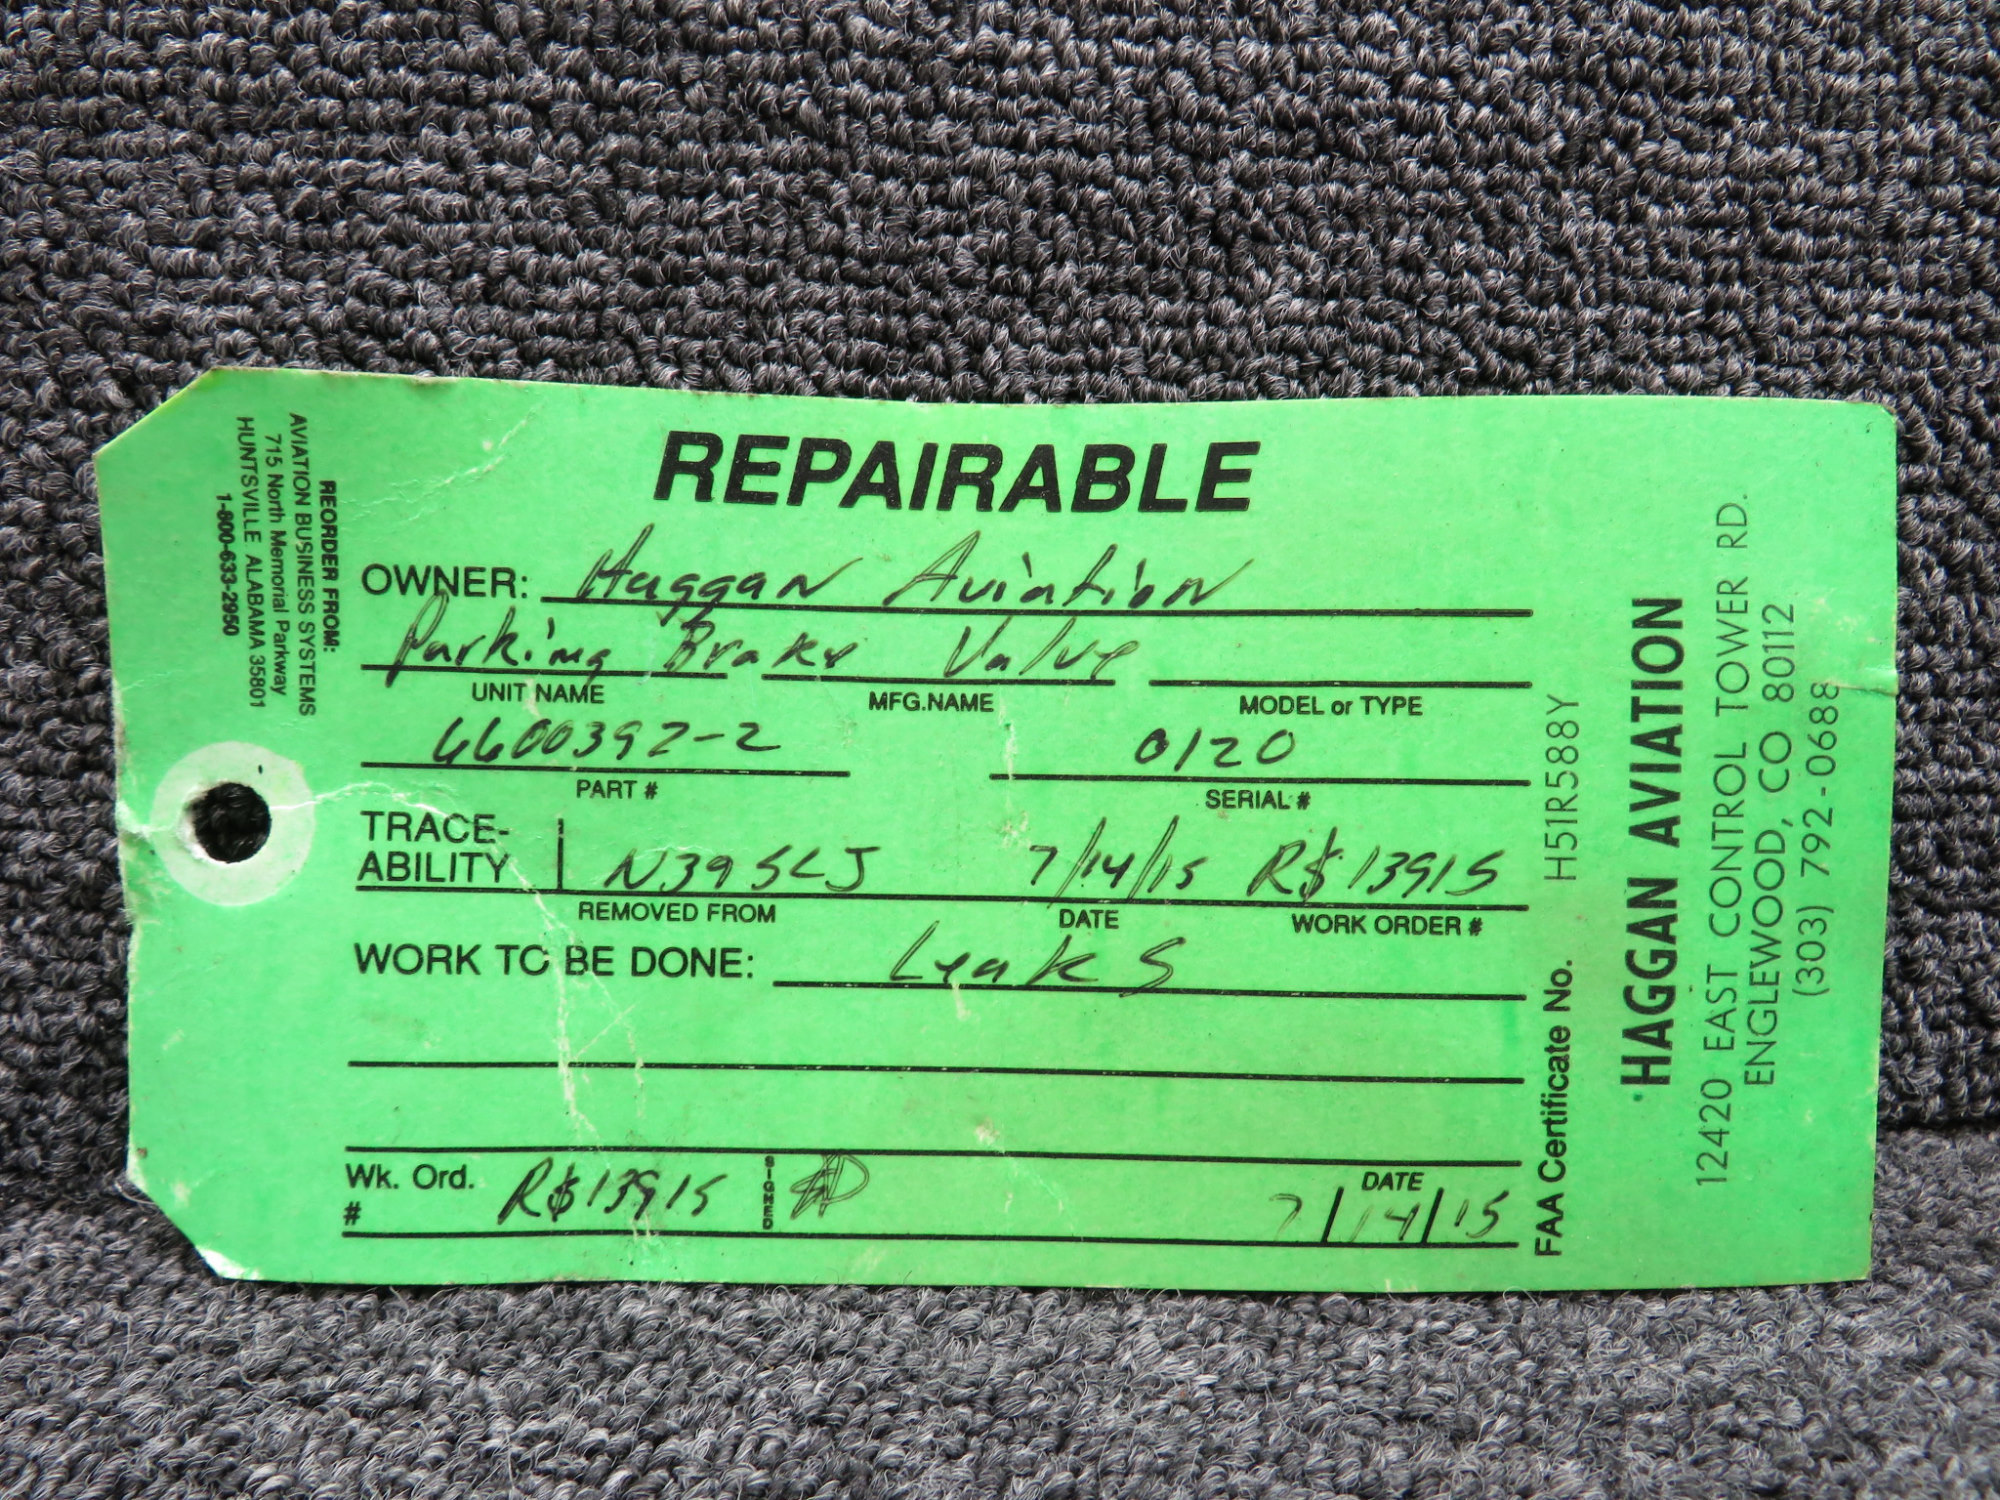 REPAIRABLE
OWNER: Haggan Aviation
Parking Brake Valve
UNIT NAME MFG.NAME MODEL or TYPE
6600392-2 0120
PART # SERIAL #
TRACE-
ABILITY N395LJ 7/14/15 R$13915
REMOVED FROM DATE WORK ORDER #
WORK TO BE DONE: Leaks
Wk. Ord. # R$13915 SIGNED DATE 7/14/15
REORDER FROM:
AVIATION BUSINESS SYSTEMS
715 North Memorial Parkway
HUNTSVILLE ALABAMA 35801
1-800-633-2950
FAA Certificate No. H51R588Y
HAGGAN AVIATION
12420 EAST CONTROL TOWER RD.
ENGLEWOOD, CO 80112
(303) 792-0688